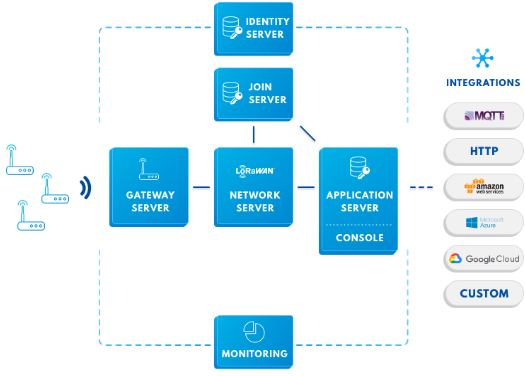 IDENTITY
SERVER
JOIN
SERVER
GATEWAY
SERVER
LoRaWAN
NETWORK
SERVER
APPLICATION
SERVER
CONSOLE
MONITORING
INTEGRATIONS
MQTT
HTTP
amazon
web services
Microsoft
Azure
Google Cloud
CUSTOM